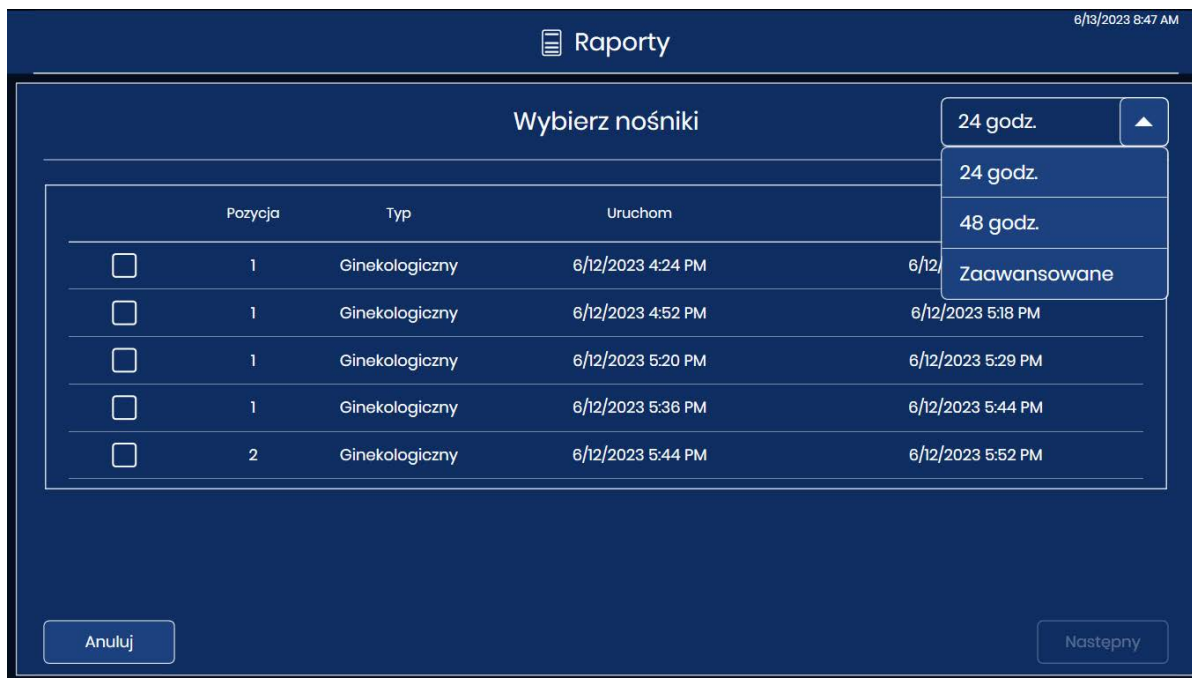 6/13/2023 8:47 AM
Raporty
Wybierz nośniki
24 godz.
24 godz.
48 godz.
Zaawansowane
Pozycja Typ Uruchom
1 Ginekologiczny 6/12/2023 4:24 PM 6/12/
1 Ginekologiczny 6/12/2023 4:52 PM 6/12/2023 5:18 PM
1 Ginekologiczny 6/12/2023 5:20 PM 6/12/2023 5:29 PM
1 Ginekologiczny 6/12/2023 5:36 PM 6/12/2023 5:44 PM
2 Ginekologiczny 6/12/2023 5:44 PM 6/12/2023 5:52 PM
Anuluj Następny